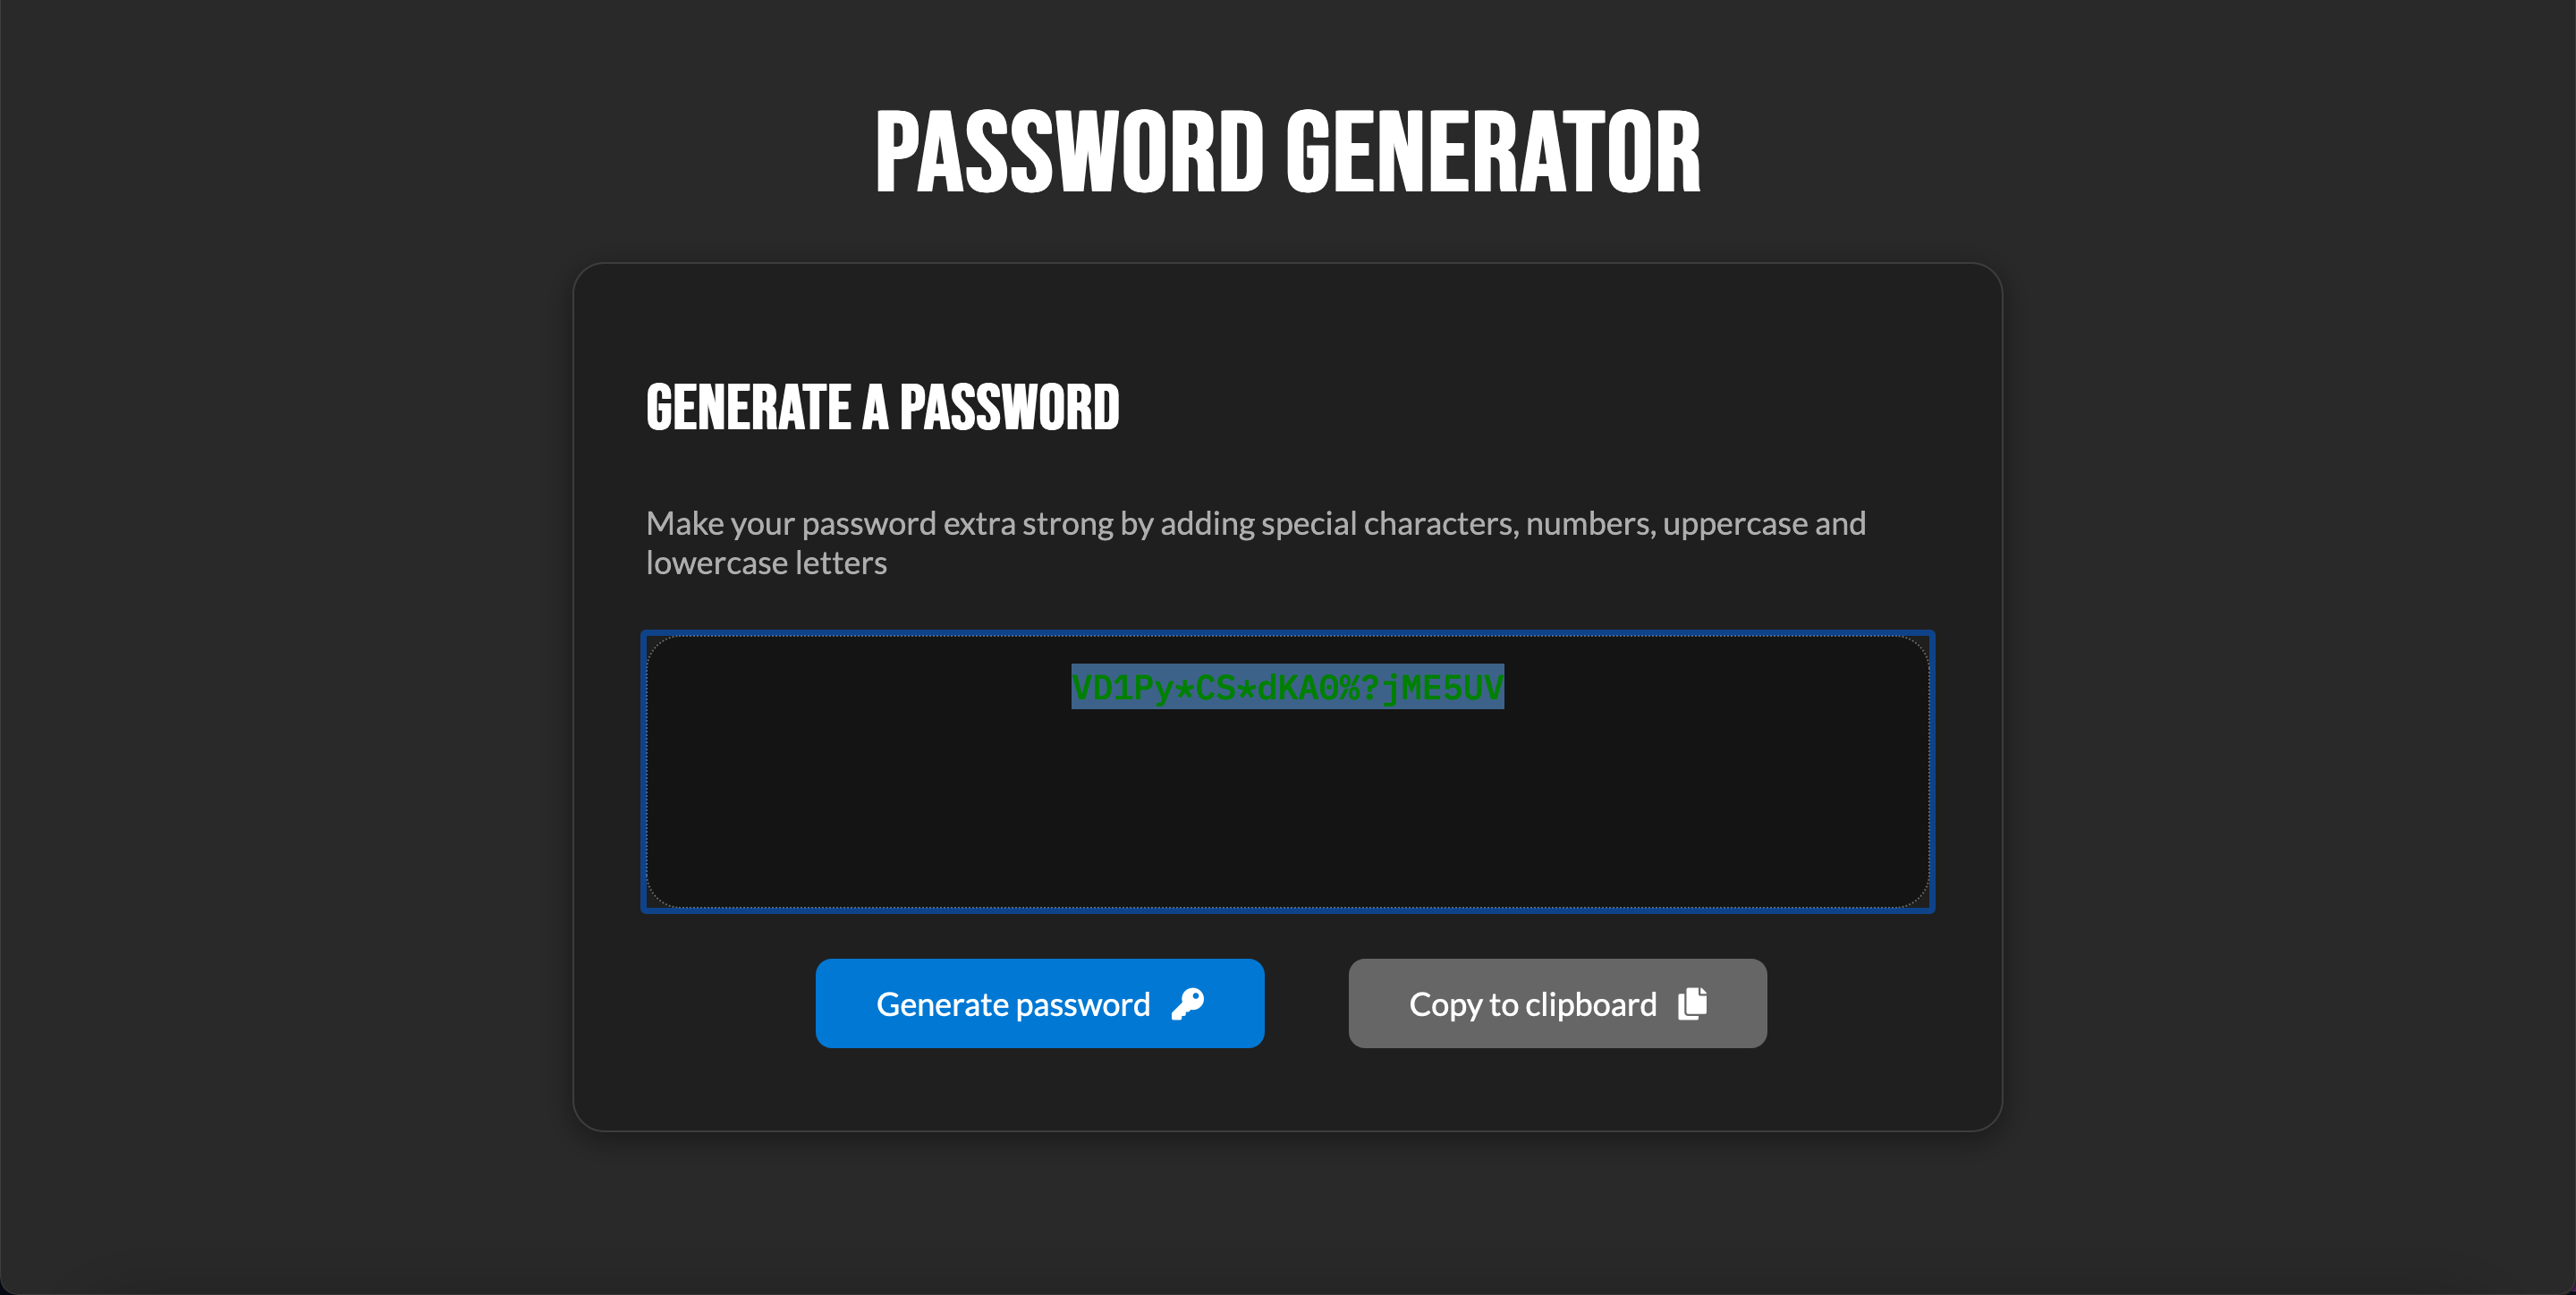 PASSWORD GENERATOR
GENERATE A PASSWORD
Make your password extra strong by adding special characters, numbers, uppercase and
lowercase letters
VD1Py*CS*dKA0%?jME5UV
Generate password
Copy to clipboard